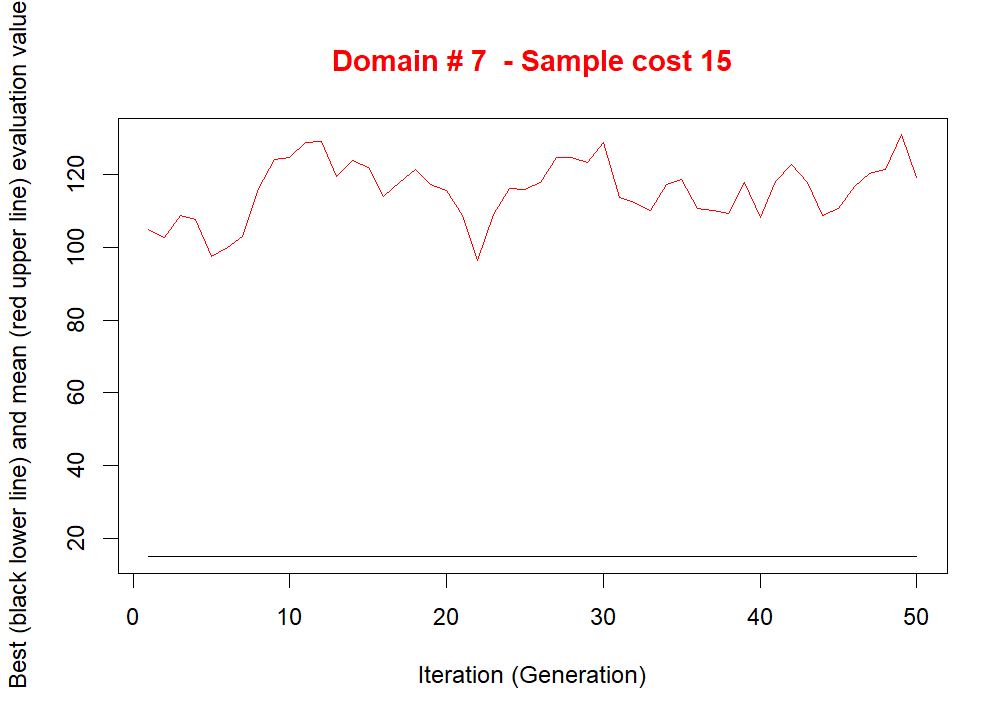 Domain # 7  - Sample cost 15
Best (black lower line) and mean (red upper line) evaluation value
120
100
80
60
40
20
0 10 20 30 40 50
Iteration (Generation)